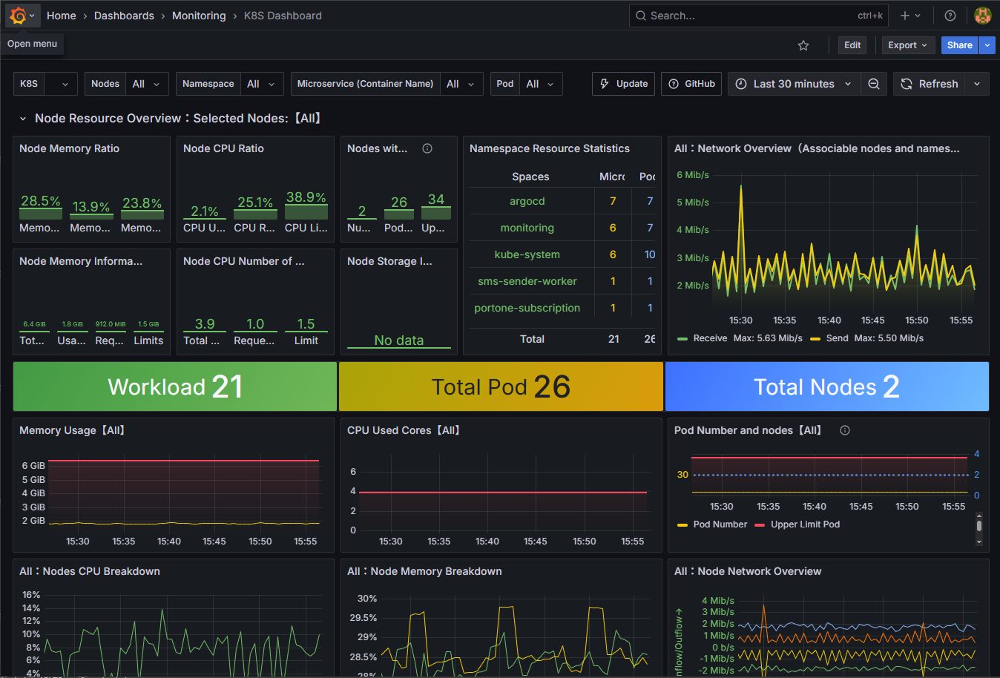 Home › Dashboards › Monitoring › K8S Dashboard
Search... ctrl+k
Open menu
Edit Export Share
K8S Nodes All Namespace All Microservice (Container Name) All Pod All Update GitHub Last 30 minutes Refresh
Node Resource Overview：Selected Nodes:【All】
Node Memory Ratio
28.5% 13.9% 23.8%
Memo... Memo... Memo...
Node CPU Ratio
2.1% 25.1% 38.9%
CPU U... CPU R... CPU Li...
Nodes wit...
2 26 34
Nu... Pod... Up...
Node Memory Informa...
6.4 GiB 1.8 GiB 912.0 MiB 1.5 GiB
Tot... Usa... Req... Limits
Node CPU Number of ...
3.9 1.0 1.5
Total ... Reque... Limit
Node Storage I...
No data
Namespace Resource Statistics
Spaces Micro Poc
argocd 7 7
monitoring 6 7
kube-system 6 10
sms-sender-worker 1 1
portone-subscription 1 1
Total 21 26
All：Network Overview（Associable nodes and names...
6 Mib/s
5 Mib/s
4 Mib/s
3 Mib/s
2 Mib/s
15:30 15:35 15:40 15:45 15:50 15:55
Receive Max: 5.63 Mib/s Send Max: 5.50 Mib/s
Workload 21
Total Pod 26
Total Nodes 2
Memory Usage【All】
6 GiB
5 GiB
4 GiB
3 GiB
2 GiB
15:30 15:35 15:40 15:45 15:50 15:55
CPU Used Cores【All】
6
4
2
0
15:30 15:35 15:40 15:45 15:50 15:55
Pod Number and nodes【All】
4
30 2
0
15:30 15:35 15:40 15:45 15:50 15:55
Pod Number Upper Limit Pod
All：Nodes CPU Breakdown
16%
14%
12%
10%
8%
6%
4%
All：Node Memory Breakdown
30%
29.5%
29%
28.5%
28%
All：Node Network Overview
nflow/Outflow→
4 Mib/s
3 Mib/s
2 Mib/s
1 Mib/s
0 b/s
-1 Mib/s
-2 Mib/s